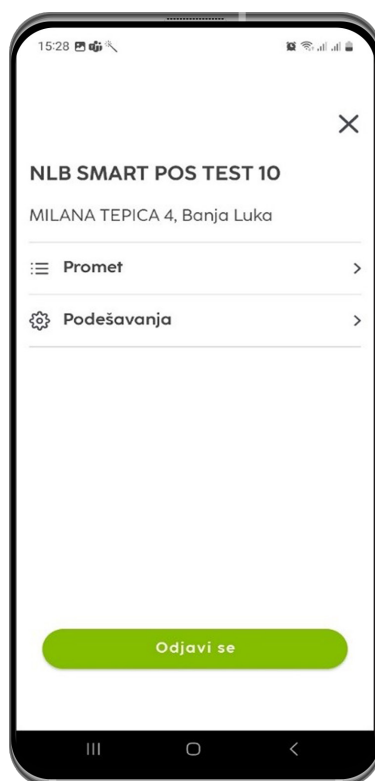 15:28
NLB SMART POS TEST 10
MILANA TEPICA 4, Banja Luka
Promet
Podešavanja
Odjavi se